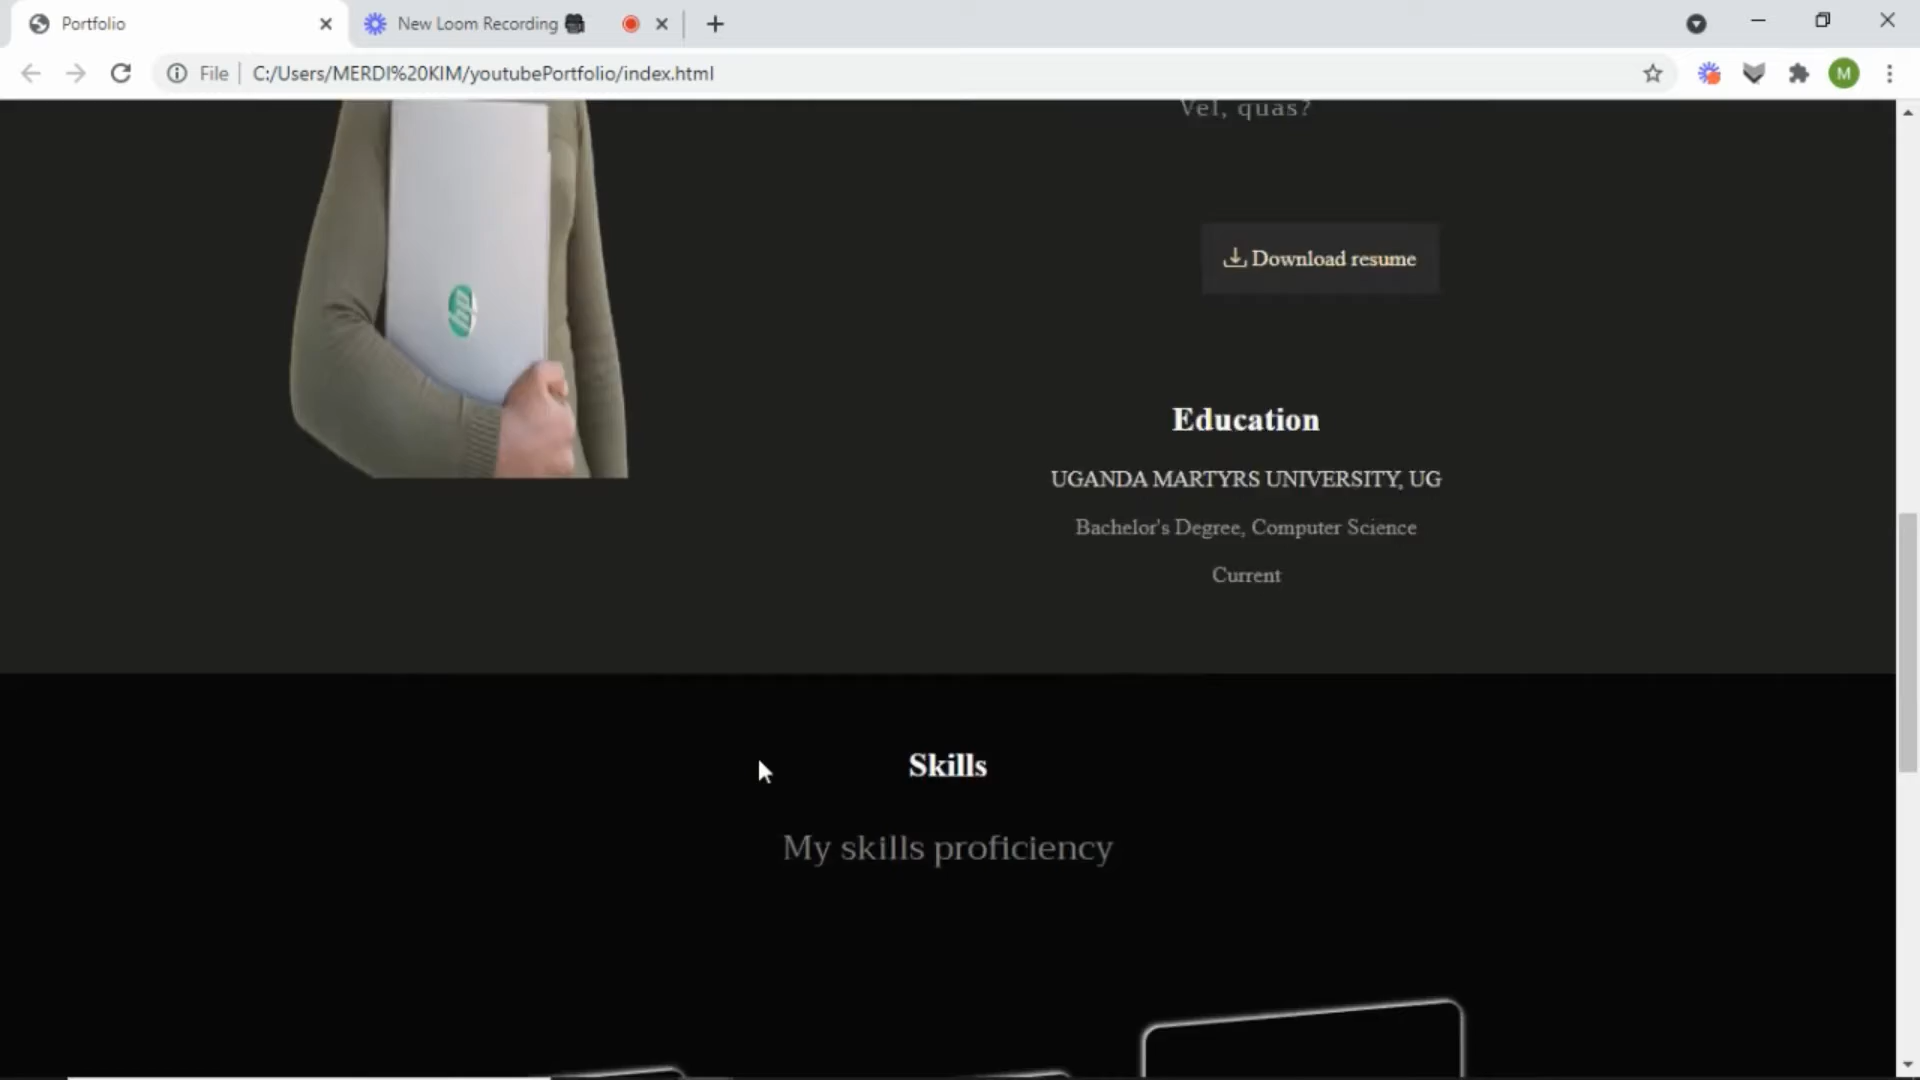 Portfolio
New Loom Recording
File
C:/Users/MERDI%20KIM/youtubePortfolio/index.html
M
Vel, quas?
hp
Download resume
Education
UGANDA MARTYRS UNIVERSITY, UG
Bachelor's Degree, Computer Science
Current
Skills
My skills proficiency